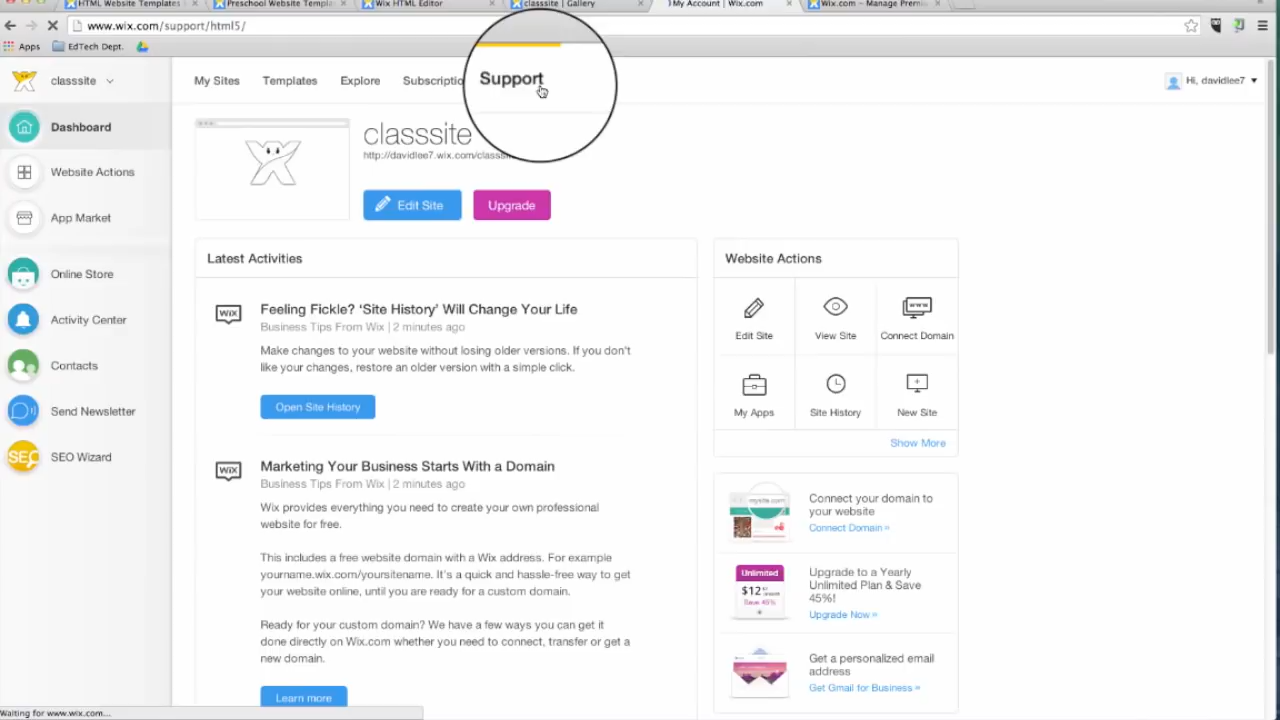 HTML Website Templates
Preschool Website Templa
Wix HTML Editor
classsite | Gallery
My Account | Wix.com
Wix.com - Manage Premi
www.wix.com/support/html5/
Apps
EdTech Dept.
classsite
My Sites
Templates
Explore
Subscriptio
Support
Hi, davidlee7
Dashboard
Website Actions
App Market
Online Store
Activity Center
Contacts
Send Newsletter
SEO
SEO Wizard
classsite
http://davidlee7.wix.com/classsi
Edit Site
Upgrade
Latest Activities
WiX
Feeling Fickle? ‘Site History’ Will Change Your Life
Business Tips From Wix | 2 minutes ago
Make changes to your website without losing older versions. If you don't
like your changes, restore an older version with a simple click.
Open Site History
WiX
Marketing Your Business Starts With a Domain
Business Tips From Wix | 2 minutes ago
Wix provides everything you need to create your own professional
website for free.
This includes a free website domain with a Wix address. For example
yourname.wix.com/yoursitename. It's a quick and hassle-free way to get
your website online, until you are ready for a custom domain.
Ready for your custom domain? We have a few ways you can get it
done directly on Wix.com whether you need to connect, transfer or get a
new domain.
Learn more
Website Actions
Edit Site
View Site
www
Connect Domain
My Apps
Site History
New Site
Show More
mysite.com
Connect your domain to
your website
Connect Domain »
Unlimited
$12
Save 45%
Upgrade to a Yearly
Unlimited Plan & Save
45%!
Upgrade Now »
Get a personalized email
address
Get Gmail for Business »
Waiting for www.wix.com...